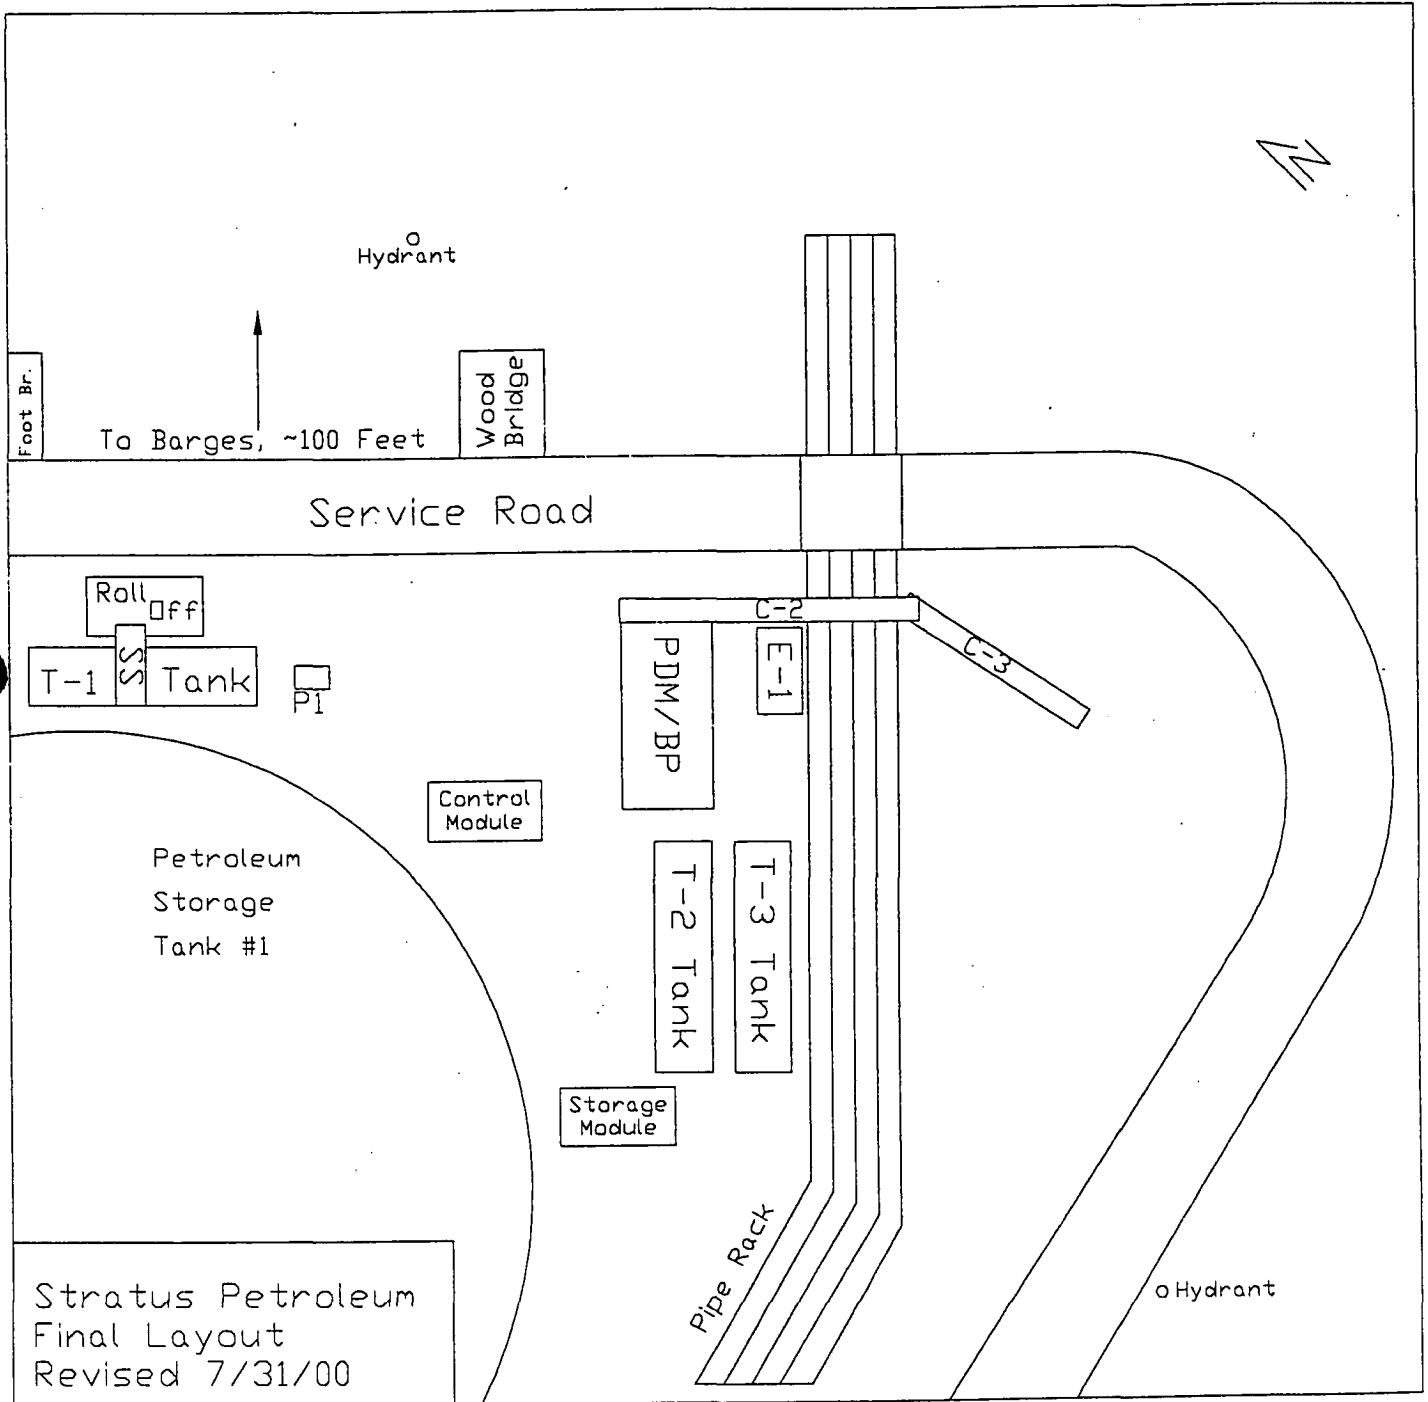 N
Hydrant
Foot Br.
To Barges, ~100 Feet
Wood
Bridge
Service Road
Roll
Off
SS
T-1
Tank
P1
C-2
C-3
E-1
PDM/BP
Control
Module
Petroleum
Storage
Tank #1
T-2 Tank
T-3 Tank
Storage
Module
Pipe Rack
Hydrant
Stratus Petroleum
Final Layout
Revised 7/31/00